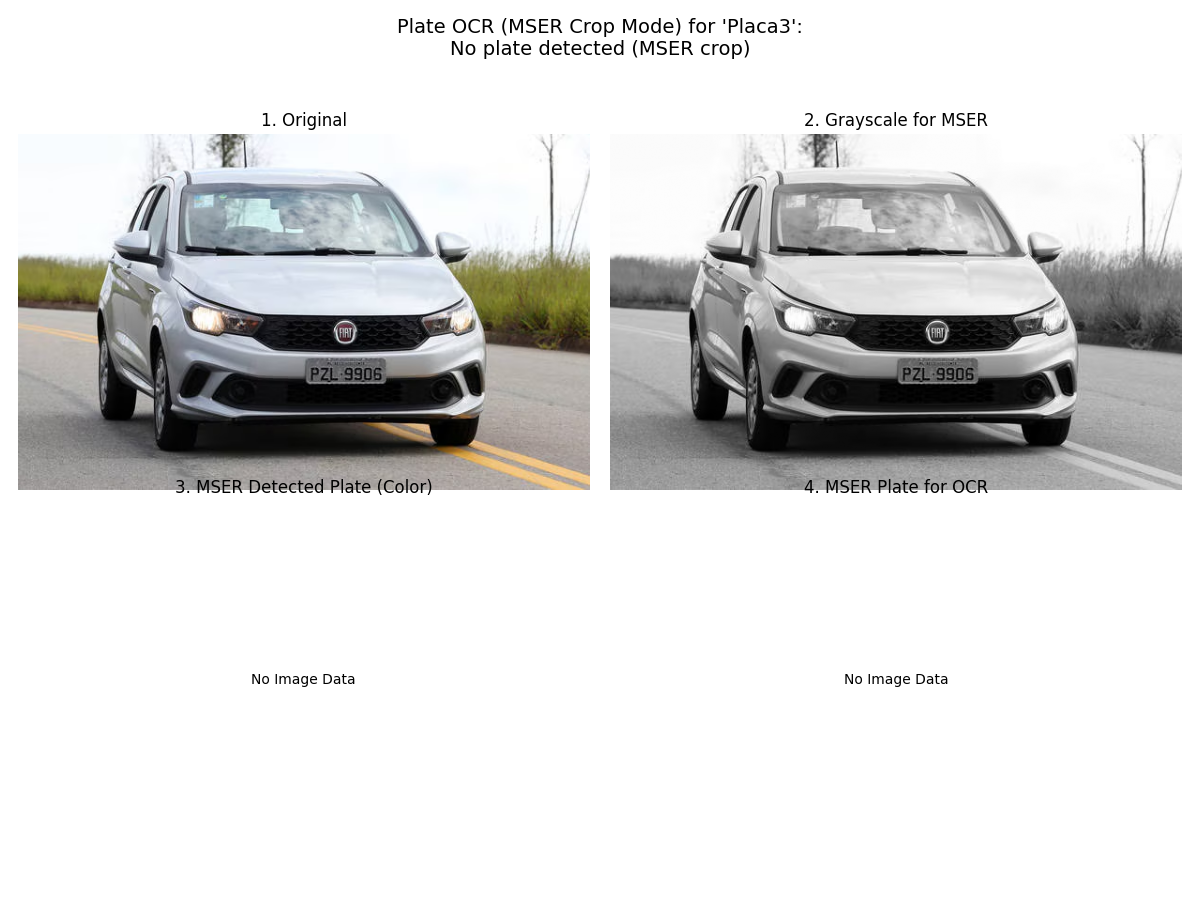 Plate OCR (MSER Crop Mode) for 'Placa3':
No plate detected (MSER crop)
1. Original
2. Grayscale for MSER
FIAT
PZL-9906
FIAT
PZL-9906
3. MSER Detected Plate (Color)
4. MSER Plate for OCR
No Image Data
No Image Data